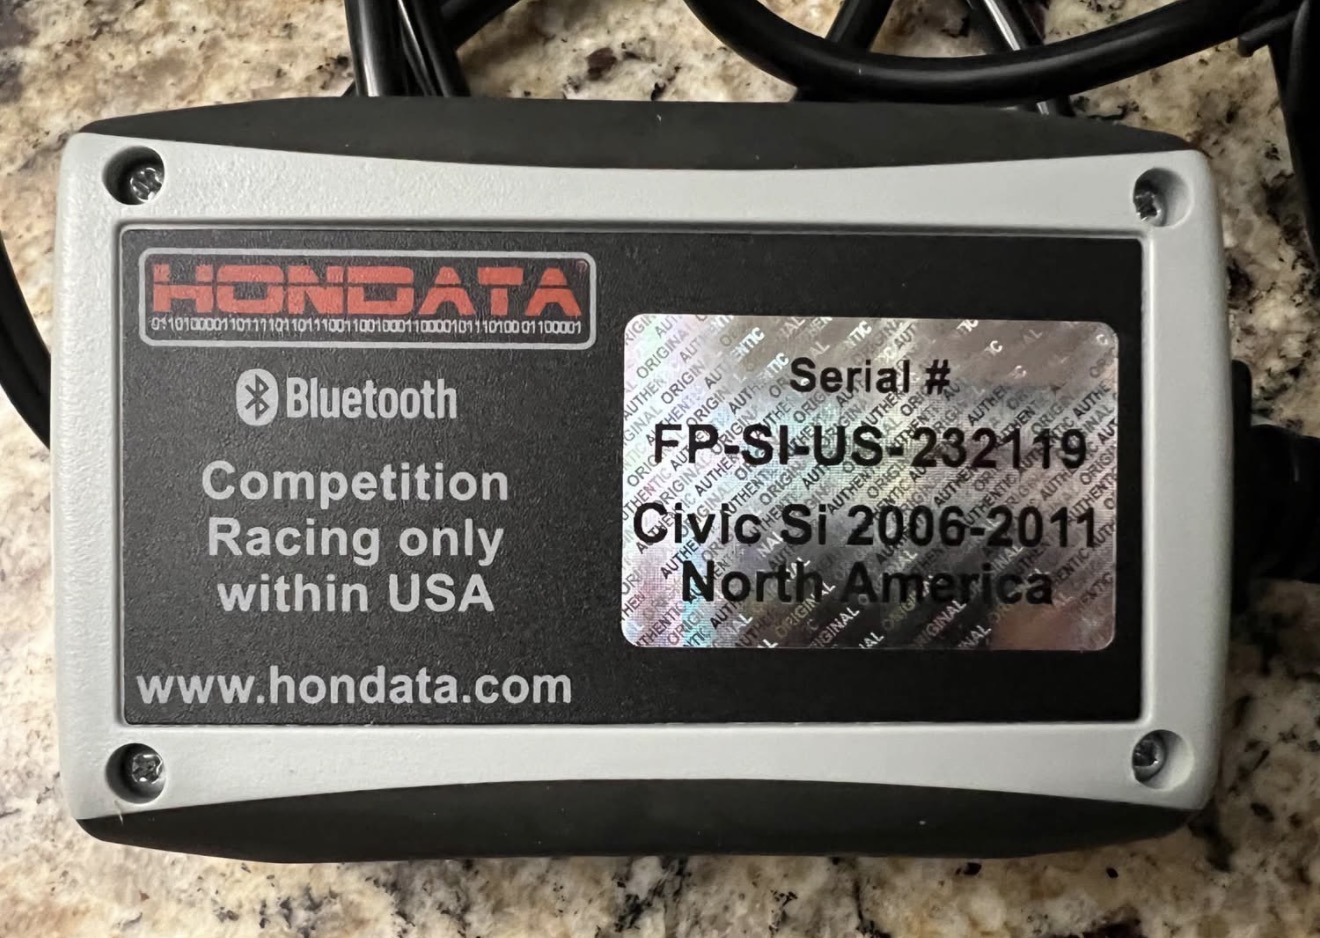 HONDATA
Bluetooth
Competition
Racing only
within USA
www.hondata.com
Serial #
FP-SI-US-232119
Civic Si 2006-2011
North America